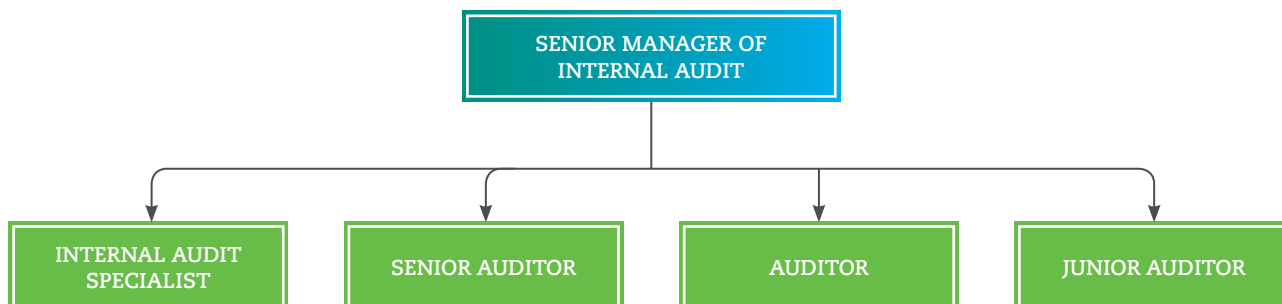 SENIOR MANAGER OF
INTERNAL AUDIT
INTERNAL AUDIT
SPECIALIST
SENIOR AUDITOR
AUDITOR
JUNIOR AUDITOR